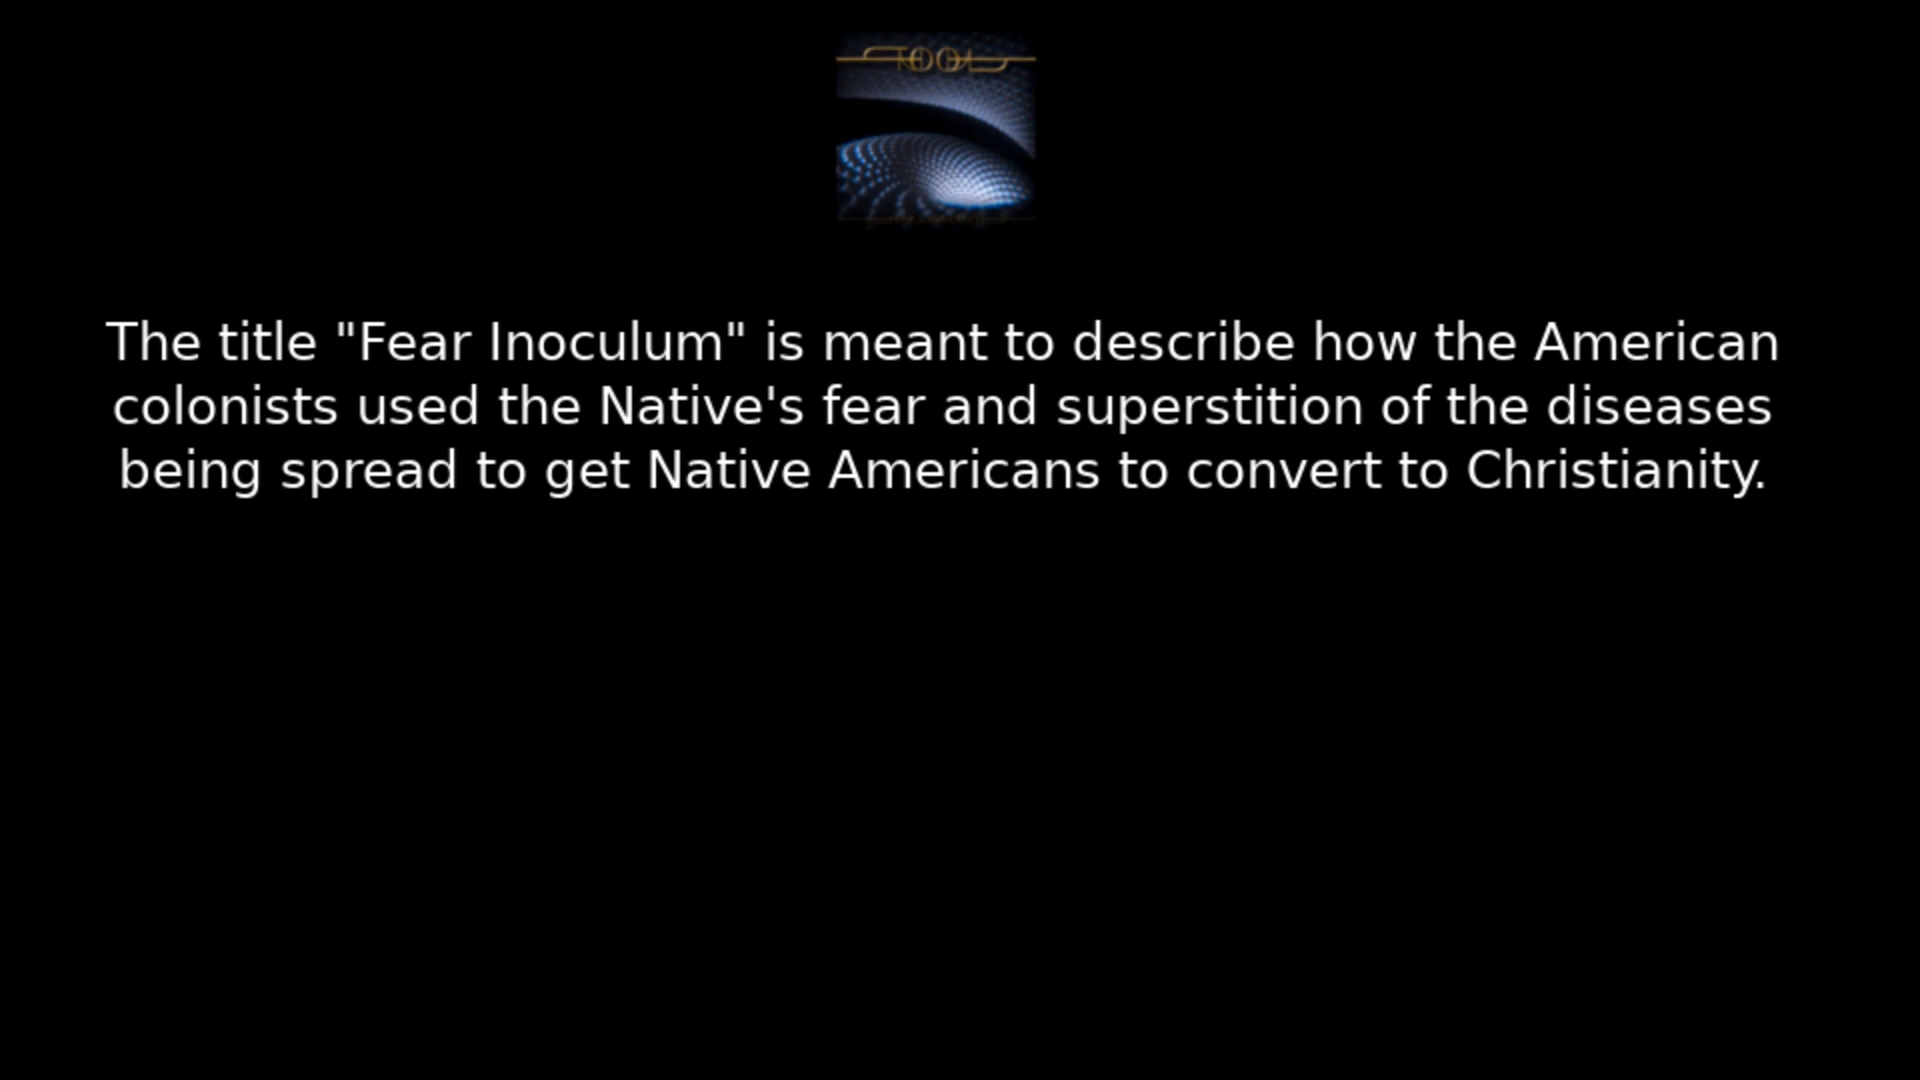 TOOL
The title "Fear Inoculum" is meant to describe how the American
colonists used the Native's fear and superstition of the diseases
being spread to get Native Americans to convert to Christianity.